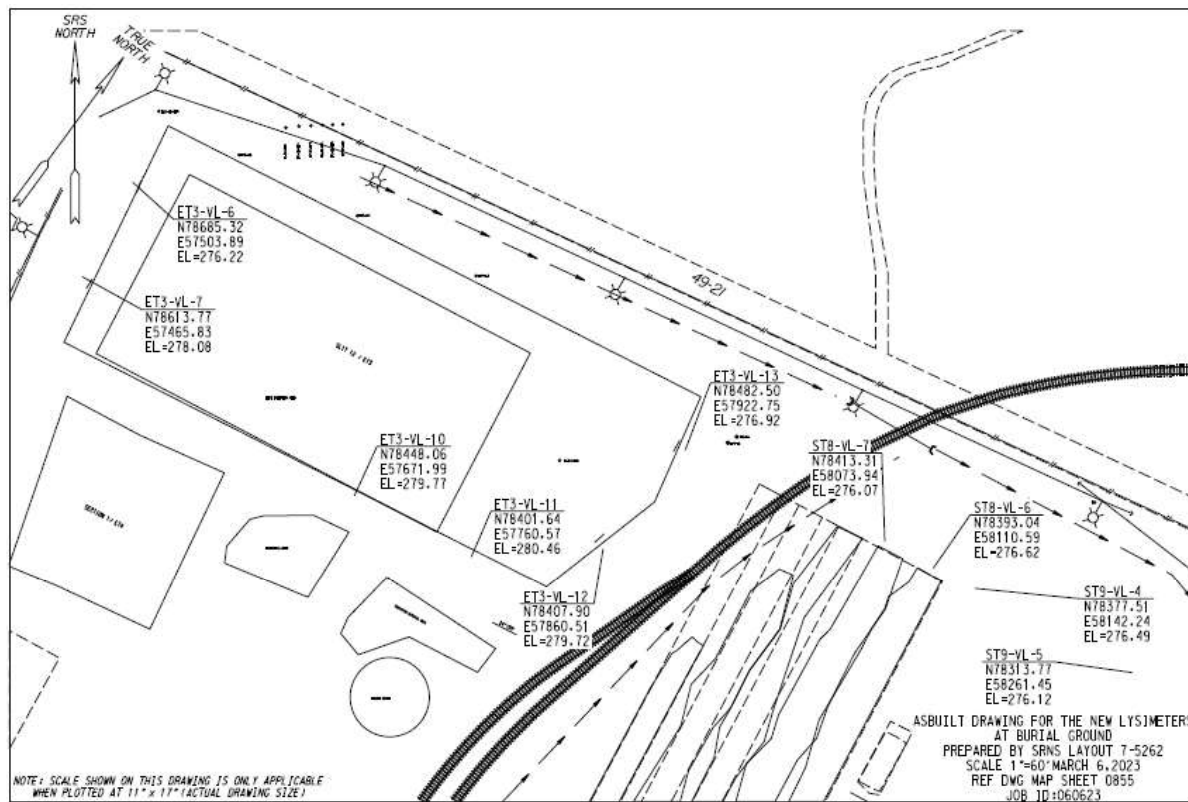 SRS
NORTH
TRUE
NORTH
ET3-VL-6
N78685.32
E57503.89
EL=276.22
ET3-VL-7
N78613.77
E57465.83
EL=278.08
49-21
ET3-VL-13
N78482.50
E57922.75
EL=276.92
ET3-VL-10
N78448.06
E57671.99
EL=279.77
ST8-VL-7
N78413.31
E58073.94
EL=276.07
ET3-VL-11
N78401.64
E57760.57
EL=280.46
ST8-VL-6
N78393.04
E58110.59
EL=276.62
ET3-VL-12
N78407.90
E57860.51
EL=279.72
ST9-VL-4
N78377.51
E58142.24
EL=276.49
ST9-VL-5
N78313.77
E58261.45
EL=276.12
ASBUILT DRAWING FOR THE NEW LYSIMETERS
AT BURIAL GROUND
PREPARED BY SRNS LAYOUT 7-5262
SCALE 1"=60' MARCH 6,2023
REF DWG MAP SHEET 0855
JOB ID:060623
NOTE: SCALE SHOWN ON THIS DRAWING IS ONLY APPLICABLE
WHEN PLOTTED AT 11" x 17" (ACTUAL DRAWING SIZE)